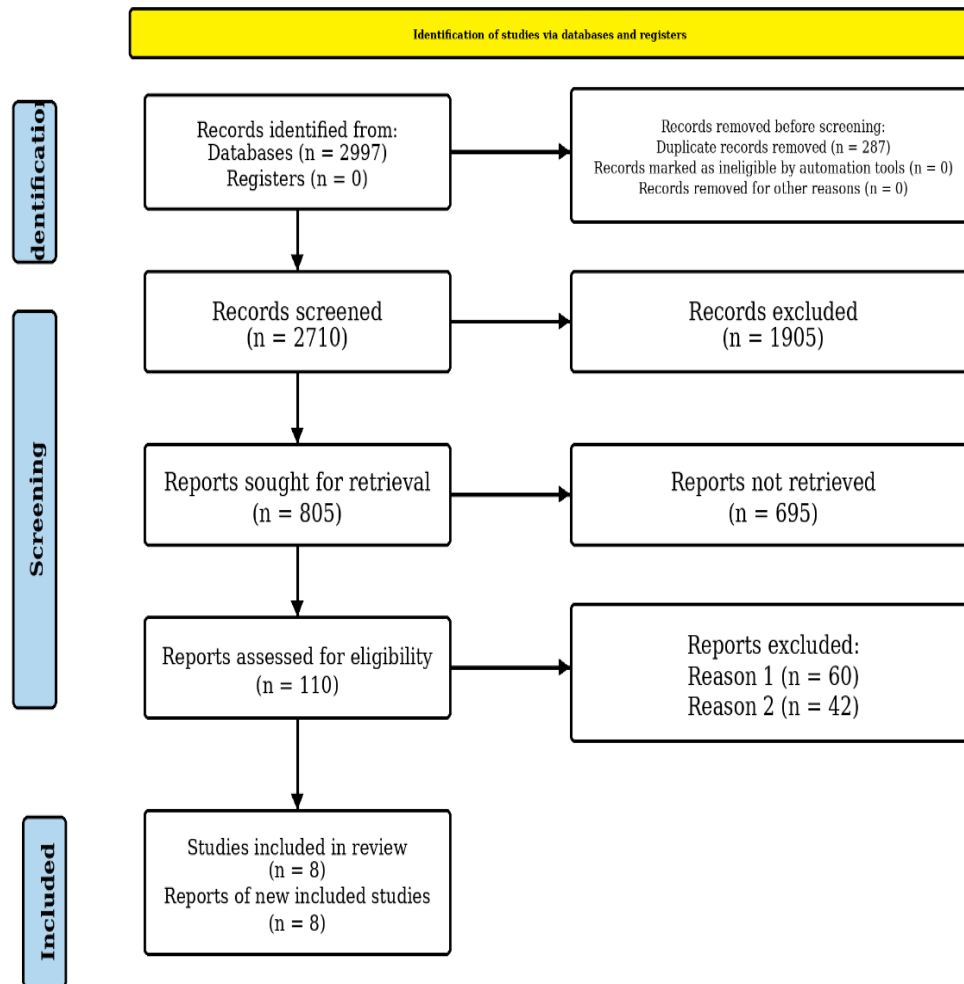 Identification of studies via databases and registers
dentification
Records identified from:
Databases (n = 2997)
Registers (n = 0)
Records removed before screening:
Duplicate records removed (n = 287)
Records marked as ineligible by automation tools (n = 0)
Records removed for other reasons (n = 0)
Screening
Records screened
(n = 2710)
Records excluded
(n = 1905)
Reports sought for retrieval
(n = 805)
Reports not retrieved
(n = 695)
Reports assessed for eligibility
(n = 110)
Reports excluded:
Reason 1 (n = 60)
Reason 2 (n = 42)
Included
Studies included in review
(n = 8)
Reports of new included studies
(n = 8)